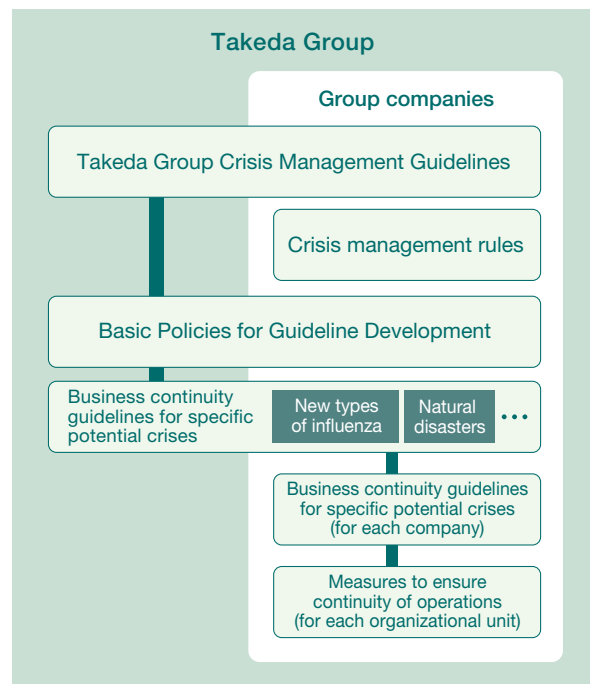 Takeda Group
Group companies
Takeda Group Crisis Management Guidelines
Crisis management rules
Basic Policies for Guideline Development
Business continuity
guidelines for specific
potential crises
New types
of influenza
Natural
disasters
•••
Business continuity guidelines
for specific potential crises
(for each company)
Measures to ensure
continuity of operations
(for each organizational unit)